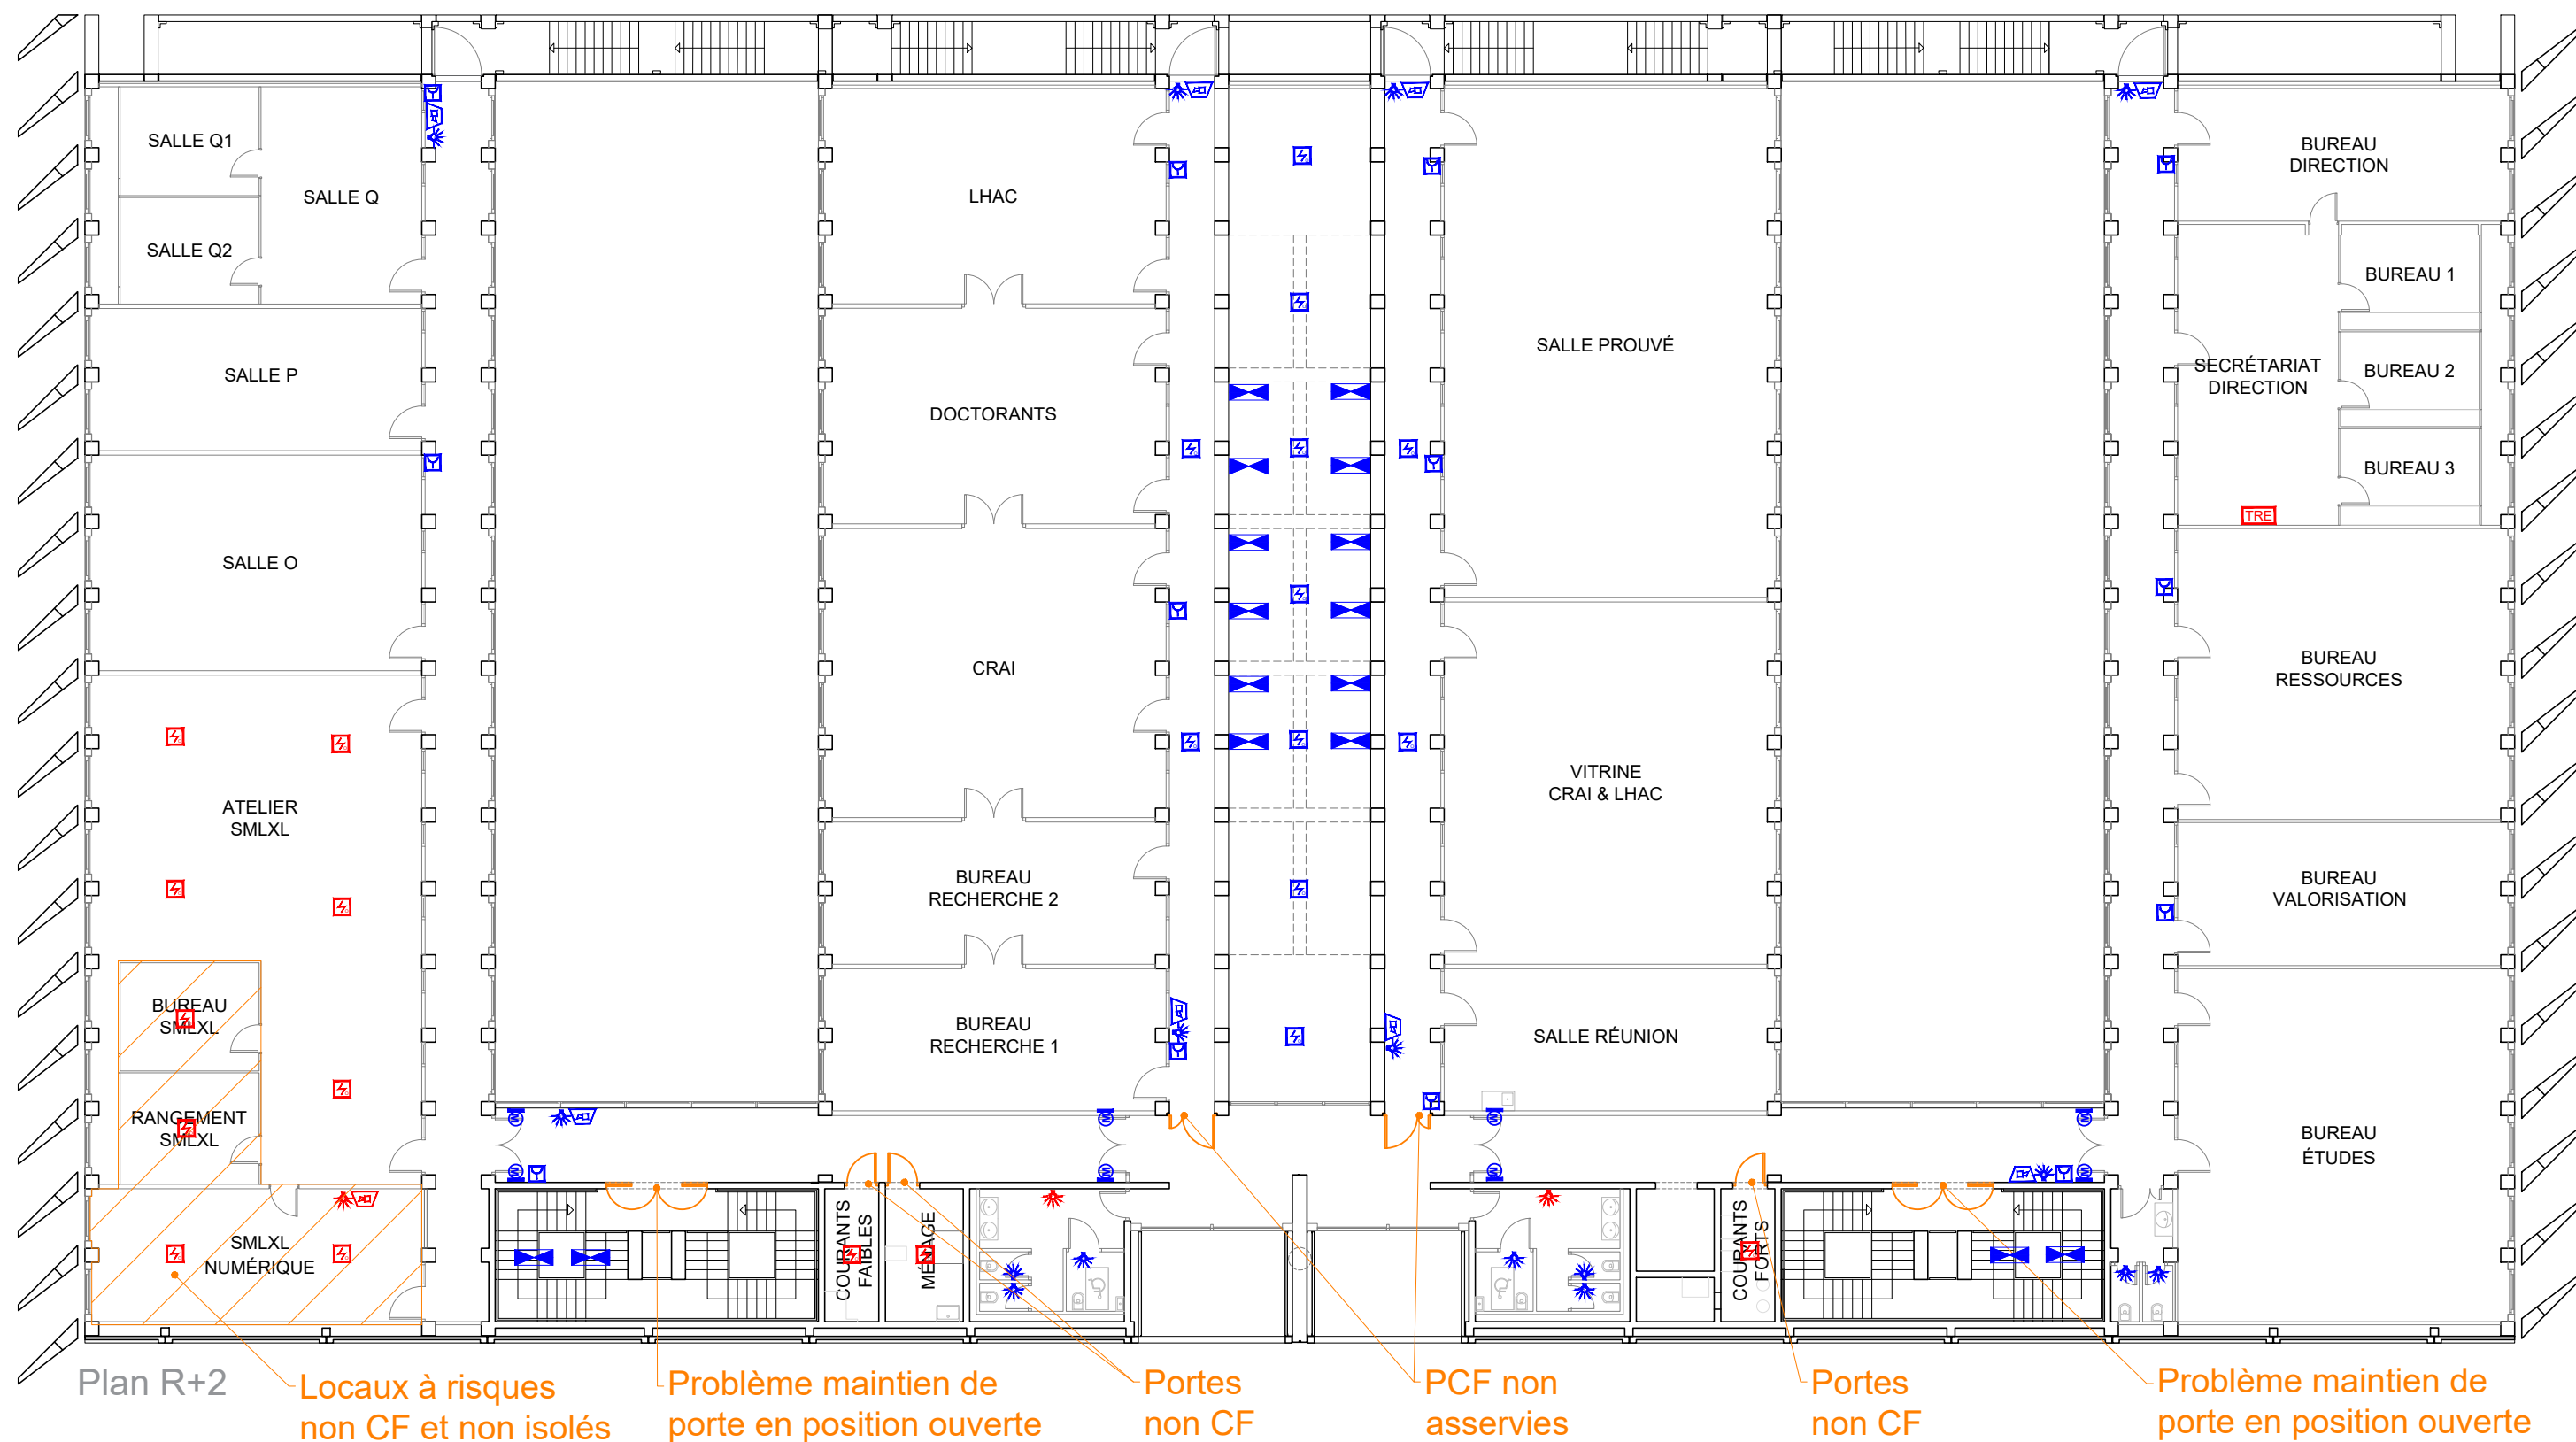 SALLE Q1
SALLE Q
SALLE Q2
SALLE P
SALLE O
ATELIER
SMLXL
BUREAU
SMLXL
RANGEMENT
SMLXL
SMLXL
NUMÉRIQUE
LHAC
DOCTORANTS
CRAI
BUREAU
RECHERCHE 2
BUREAU
RECHERCHE 1
COURANTS
FAIBLES
MÉNAGE
SALLE PROUVÉ
VITRINE
CRAI & LHAC
SALLE RÉUNION
COURANTS
FORTS
BUREAU
DIRECTION
SECRÉTARIAT
DIRECTION
BUREAU 1
BUREAU 2
BUREAU 3
TRE
BUREAU
RESSOURCES
BUREAU
VALORISATION
BUREAU
ÉTUDES
Plan R+2
Locaux à risques
non CF et non isolés
Problème maintien de
porte en position ouverte
Portes
non CF
PCF non
asservies
Portes
non CF
Problème maintien de
porte en position ouverte